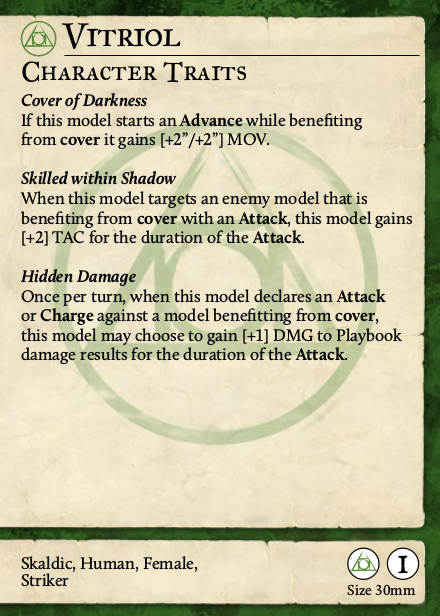 Vitriol
Character Traits
Cover of Darkness
If this model starts an Advance while benefiting
from cover it gains [+2”/+2”] MOV.
Skilled within Shadow
When this model targets an enemy model that is
benefiting from cover with an Attack, this model gains
[+2] TAC for the duration of the Attack.
Hidden Damage
Once per turn, when this model declares an Attack
or Charge against a model benefitting from cover,
this model may choose to gain [+1] DMG to Playbook
damage results for the duration of the Attack.
Skaldic, Human, Female,
Striker
1
Size 30mm